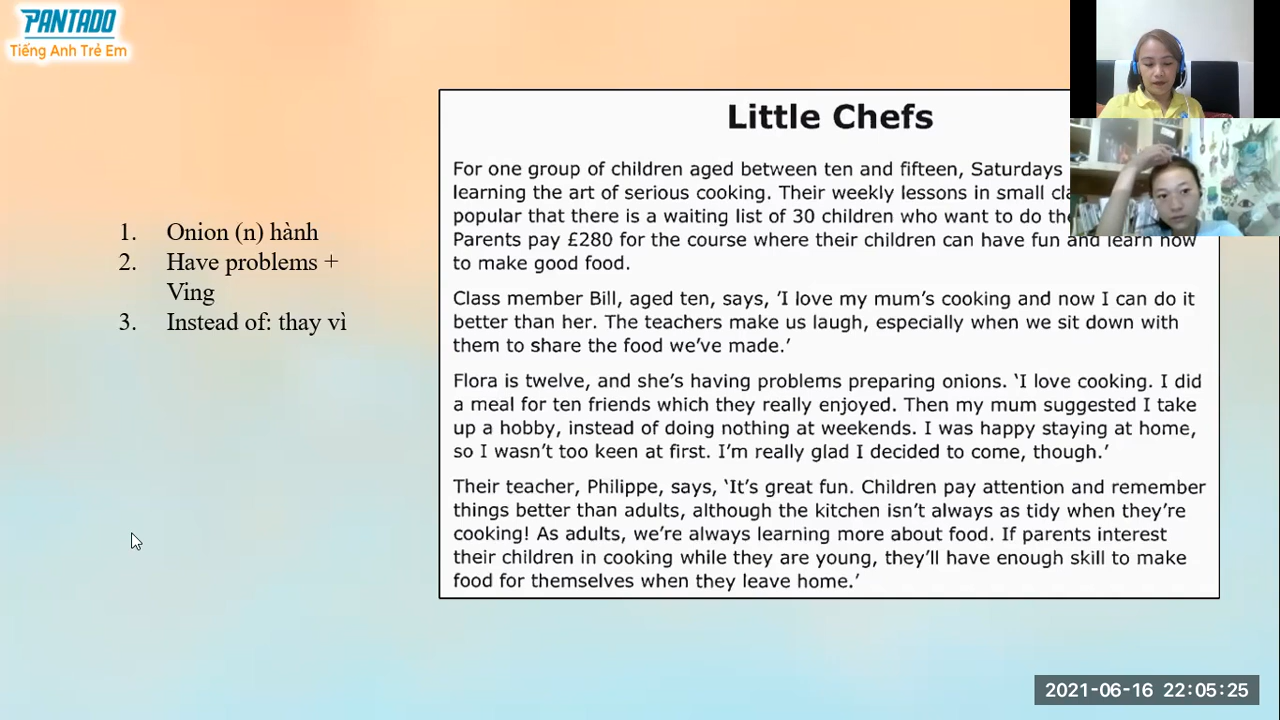 PANTADO
Tiếng Anh Trẻ Em
1. Onion (n) hành
2. Have problems +
Ving
3. Instead of: thay vì
Little Chefs
For one group of children aged between ten and fifteen, Saturdays
learning the art of serious cooking. Their weekly lessons in small
popular that there is a waiting list of 30 children who want to do
Parents pay £280 for the course where their children can have fun and learn how
to make good food.
Class member Bill, aged ten, says, 'I love my mum's cooking and now I can do it
better than her. The teachers make us laugh, especially when we sit down with
them to share the food we've made.'
Flora is twelve, and she's having problems preparing onions. 'I love cooking. I did
a meal for ten friends which they really enjoyed. Then my mum suggested I take
up a hobby, instead of doing nothing at weekends. I was happy staying at home,
so I wasn't too keen at first. I'm really glad I decided to come, though.'
Their teacher, Philippe, says, 'It's great fun. Children pay attention and remember
things better than adults, although the kitchen isn't always as tidy when they're
cooking! As adults, we're always learning more about food. If parents interest
their children in cooking while they are young, they'll have enough skill to make
food for themselves when they leave home.'
2021-06-16 22:05:25